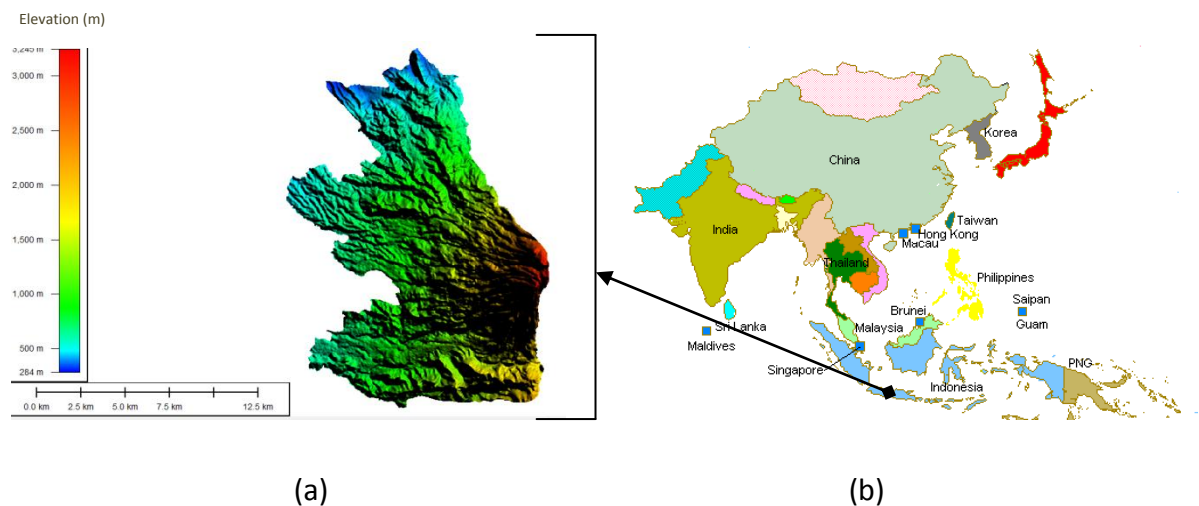 Elevation (m)
3,245 m
3,000 m
2,500 m
2,000 m
1,500 m
1,000 m
500 m
284 m
0.0 km 2.5 km 5.0 km 7.5 km 12.5 km
Korea
China
Taiwan
Hong Kong
Macau
India
Thailand
Philippines
Saipan
Guam
Brunei
Sri Lanka
Malaysia
Maldives
Singapore
PNG
Indonesia
(a) (b)